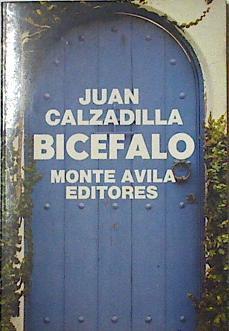 JUAN
CALZADILLA
BICEFALO
MONTE AVILA
EDITORES